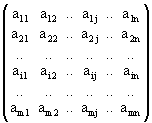 a11 a12 .. a1j .. a1n
a21 a22 .. a2j .. a2n
.. .. .. .. .. ..
ai1 ai2 .. aij .. ain
.. .. .. .. .. ..
am1 am2 .. amj .. amn